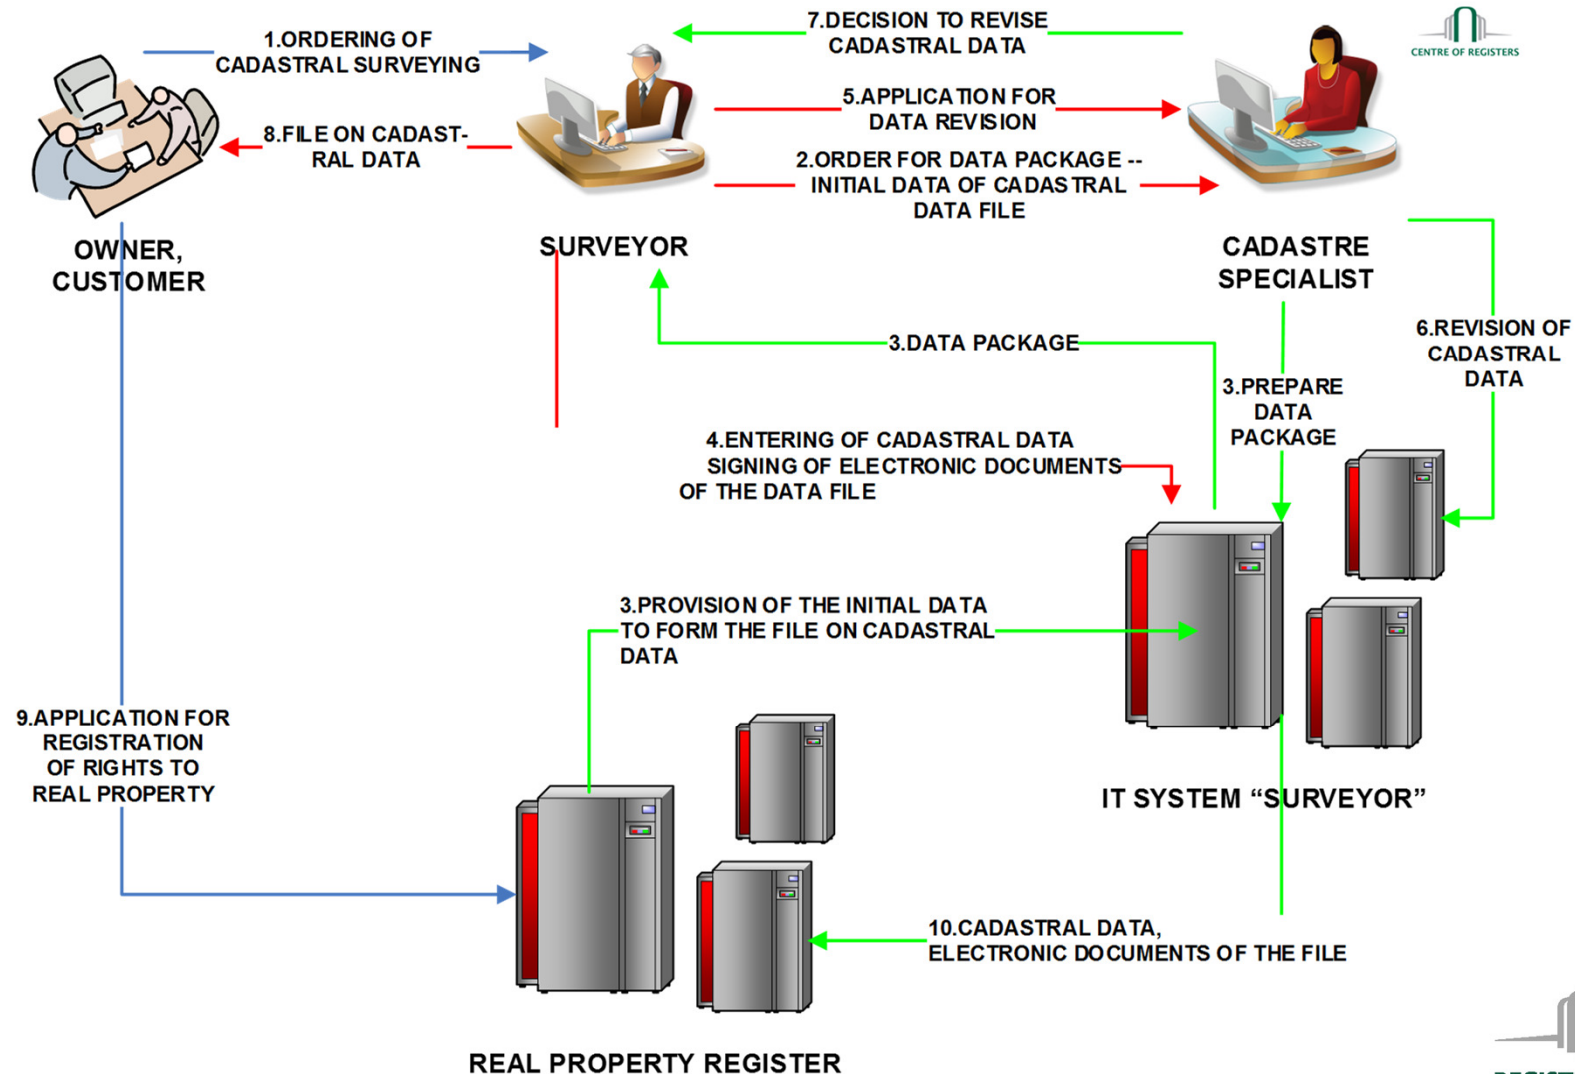 1.ORDERING OF
CADASTRAL SURVEYING
7.DECISION TO REVISE
CADASTRAL DATA
CENTRE OF REGISTERS
5.APPLICATION FOR
DATA REVISION
8.FILE ON CADAST-
RAL DATA
2.ORDER FOR DATA PACKAGE --
INITIAL DATA OF CADASTRAL
DATA FILE
OWNER,
CUSTOMER
SURVEYOR
CADASTRE
SPECIALIST
3.DATA PACKAGE
6.REVISION OF
CADASTRAL
DATA
3.PREPARE
DATA
PACKAGE
4.ENTERING OF CADASTRAL DATA
SIGNING OF ELECTRONIC DOCUMENTS
OF THE DATA FILE
3.PROVISION OF THE INITIAL DATA
TO FORM THE FILE ON CADASTRAL
DATA
9.APPLICATION FOR
REGISTRATION
OF RIGHTS TO
REAL PROPERTY
IT SYSTEM “SURVEYOR”
10.CADASTRAL DATA,
ELECTRONIC DOCUMENTS OF THE FILE
REAL PROPERTY REGISTER